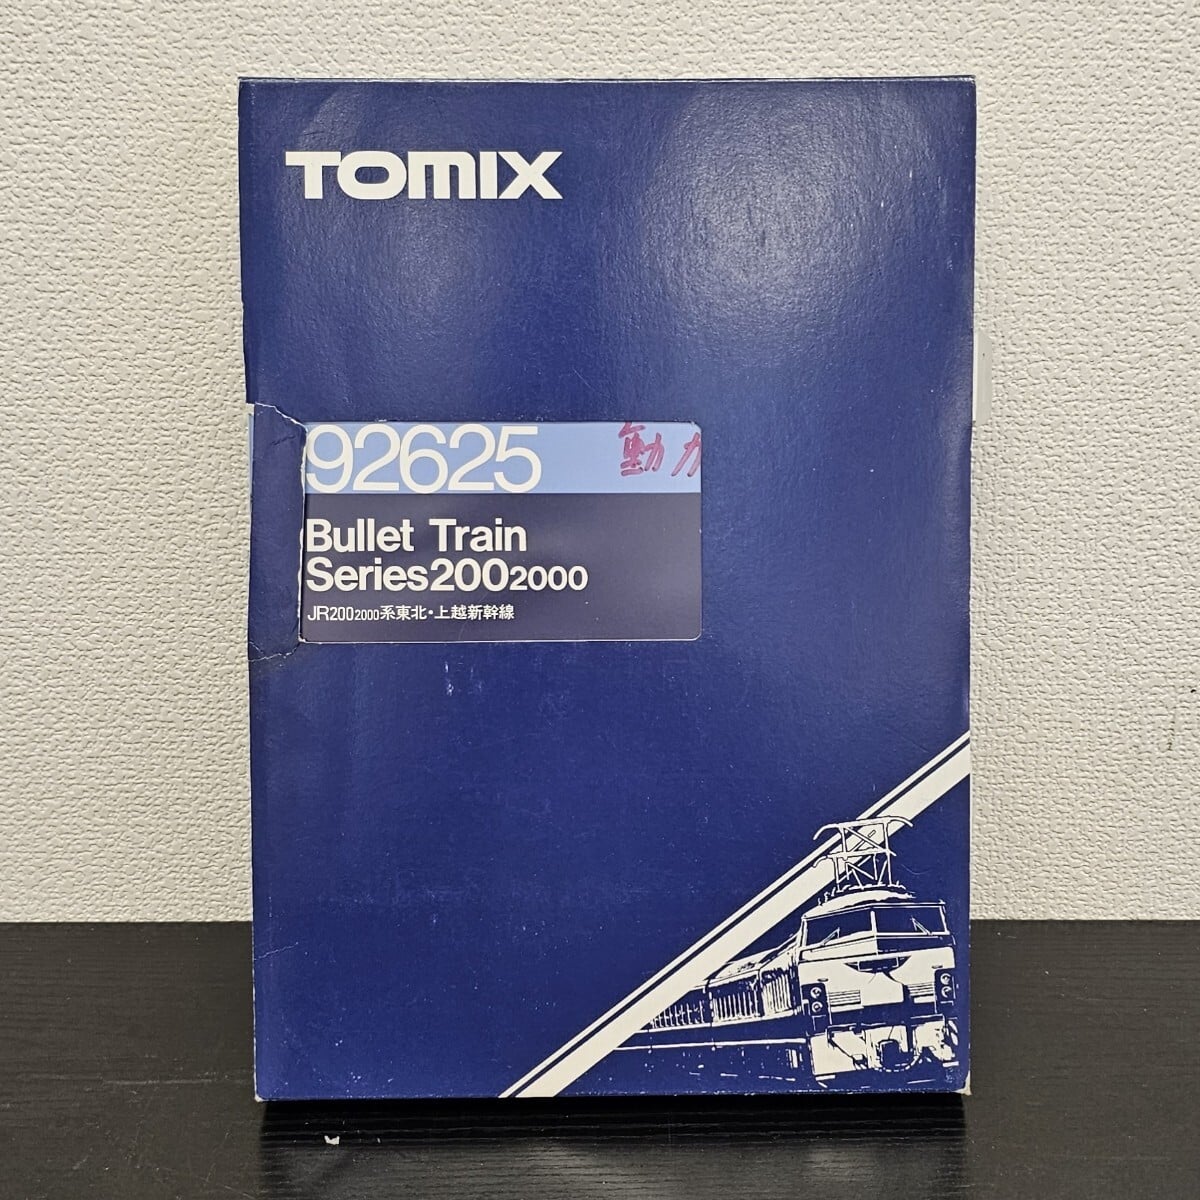 TOMIX
92625 動力
Bullet Train
Series2002000
JR2002000系東北・上越新幹線